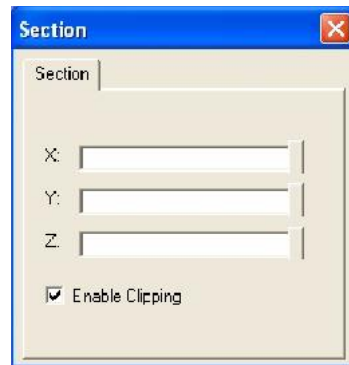 Section
Section
X:
Y:
Z:
Enable Clipping